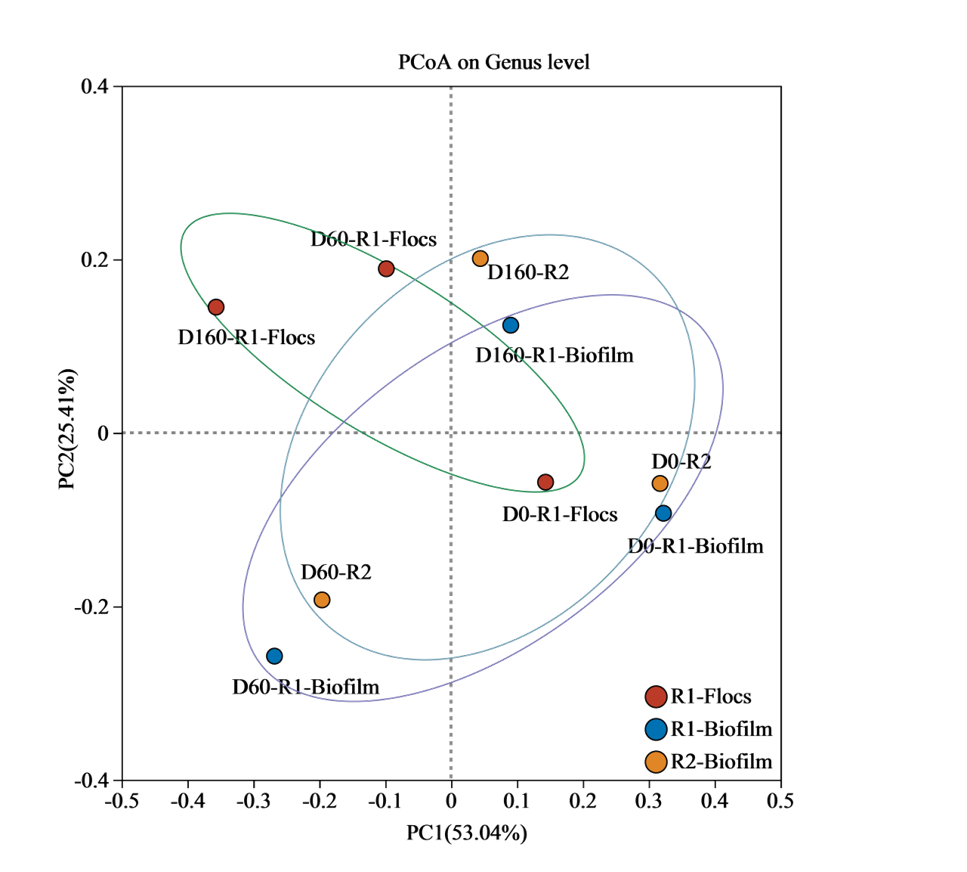 PCoA on Genus level
0.4
0.2
0
-0.2
-0.4
PC2(25.41%)
D60-R1-Flocs
D160-R2
D160-R1-Flocs
D160-R1-Biofilm
D0-R2
D0-R1-Flocs
D0-R1-Biofilm
D60-R2
D60-R1-Biofilm
R1-Flocs
R1-Biofilm
R2-Biofilm
-0.5 -0.4 -0.3 -0.2 -0.1 0 0.1 0.2 0.3 0.4 0.5
PC1(53.04%)